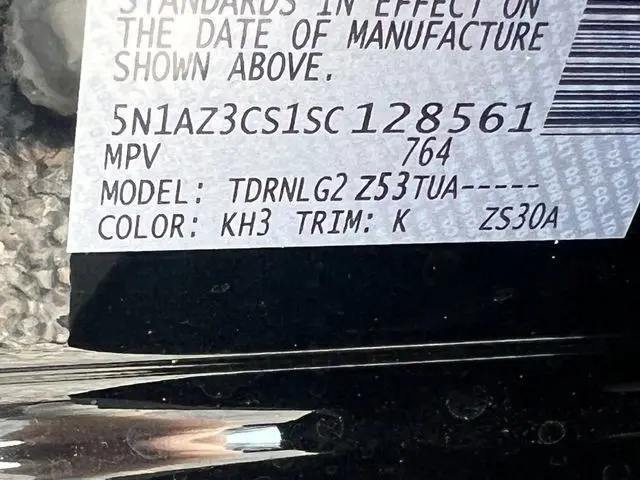 STANDARDS IN EFFECT ON
THE DATE OF MANUFACTURE
SHOWN ABOVE.
5N1AZ3CS1SC128561
MPV 764
MODEL: TDRNLG2 Z53TUA-----
COLOR: KH3 TRIM: K ZS30A